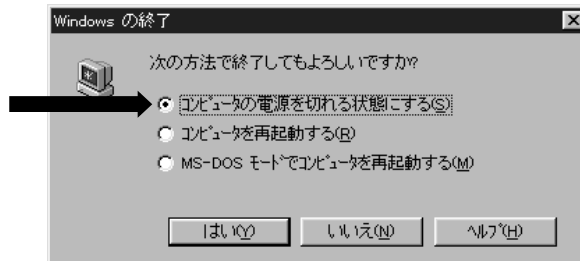 Windows の終了
次の方法で終了してもよろしいですか?
ｺﾝﾋﾟｭｰﾀの電源を切れる状態にする(S)
ｺﾝﾋﾟｭｰﾀを再起動する(R)
MS-DOS ﾓｰﾄﾞでｺﾝﾋﾟｭｰﾀを再起動する(M)
はい(Y)
いいえ(N)
ﾍﾙﾌﾟ(H)